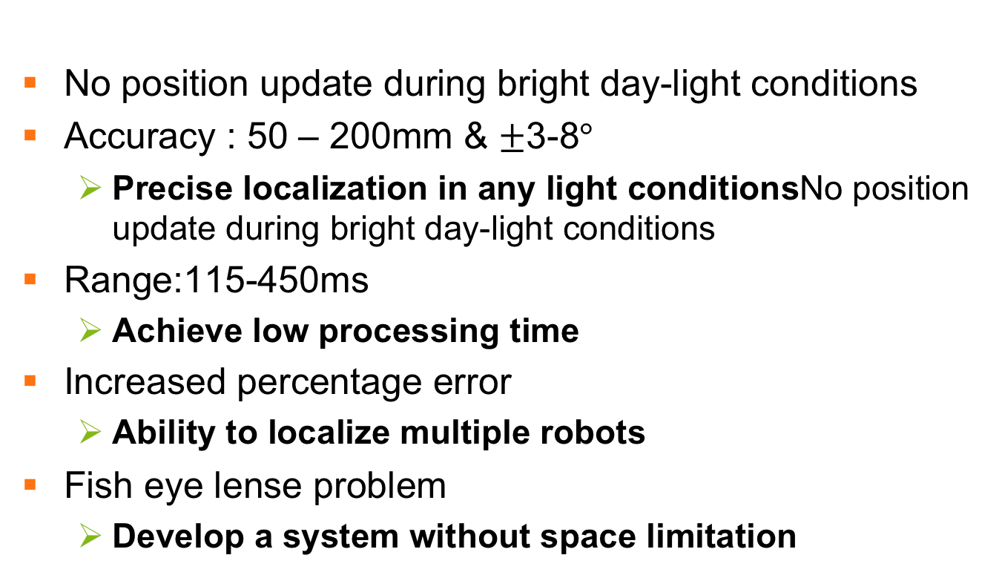 ▪ No position update during bright day-light conditions
▪ Accuracy : 50 – 200mm & ±3-8°
➢ Precise localization in any light conditionsNo position
update during bright day-light conditions
▪ Range:115-450ms
➢ Achieve low processing time
▪ Increased percentage error
➢ Ability to localize multiple robots
▪ Fish eye lense problem
➢ Develop a system without space limitation